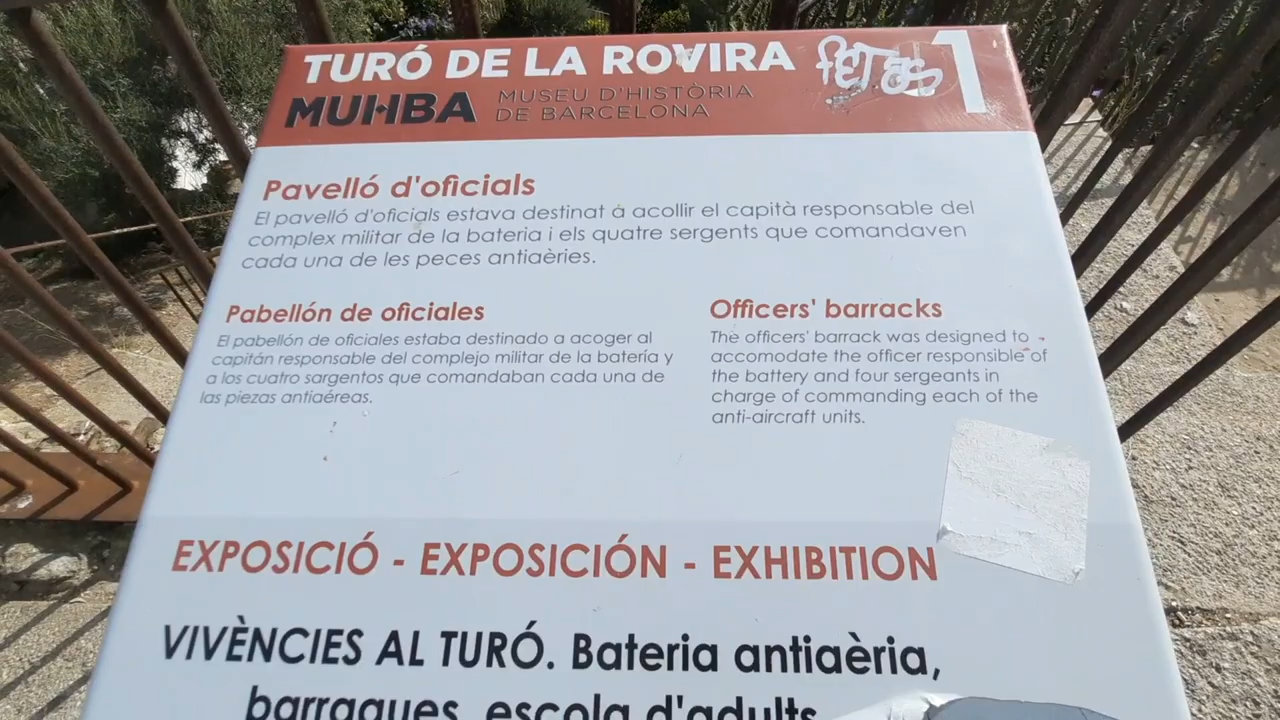 TURÓ DE LA ROVIRA
1
MUHBA
MUSEU D'HISTÒRIA
DE BARCELONA
Pavelló d'oficials
El pavelló d'oficials estava destinat a acollir el capità responsable del
complex militar de la bateria i els quatre sergents que comandaven
cada una de les peces antiaèries.
Pabellón de oficiales
El pabellón de oficiales estaba destinado a acoger al
capitán responsable del complejo militar de la batería y
a los cuatro sargentos que comandaban cada una de
las piezas antiaéreas.
Officers' barracks
The officers' barrack was designed to
accomodate the officer responsible of
the battery and four sergeants in
charge of commanding each of the
anti-aircraft units.
EXPOSICIÓ - EXPOSICIÓN - EXHIBITION
VIVÈNCIES AL TURÓ. Bateria antiaèria,
barraques, escola d'adults